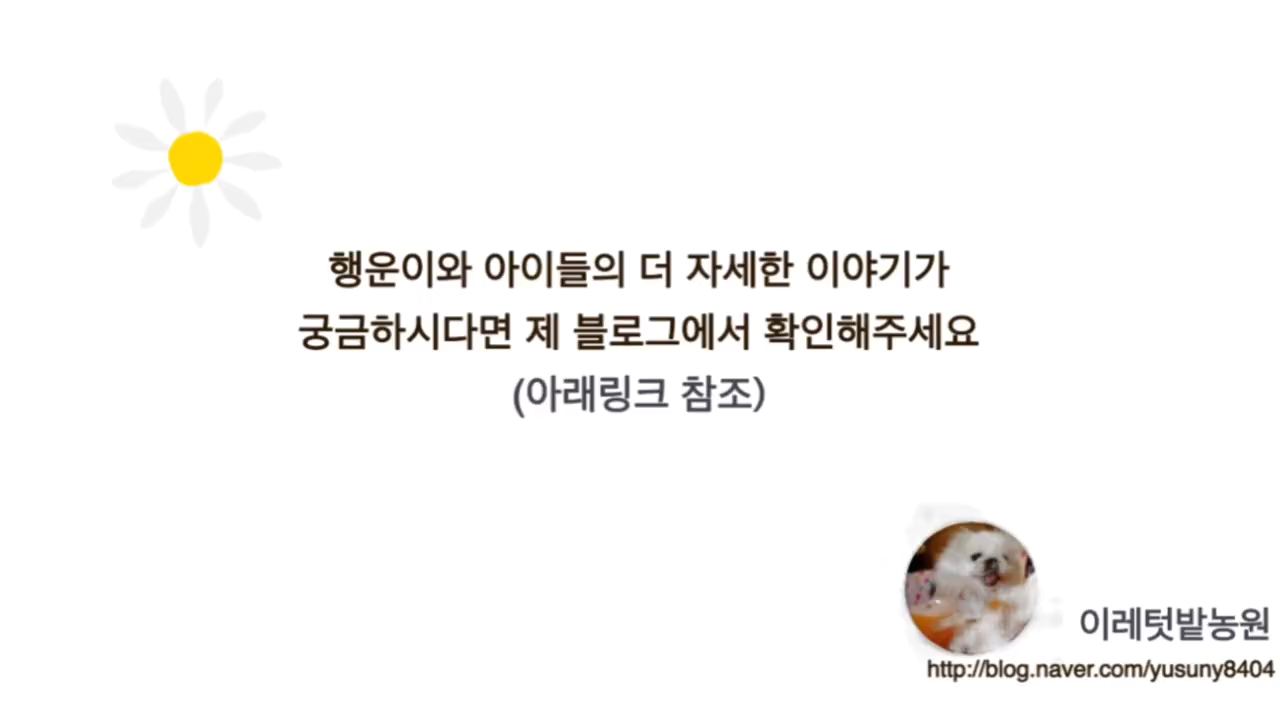 행운이와 아이들의 더 자세한 이야기가
궁금하시다면 제 블로그에서 확인해주세요
(아래링크 참조)
이레텃밭농원
http://blog.naver.com/yusuny8404